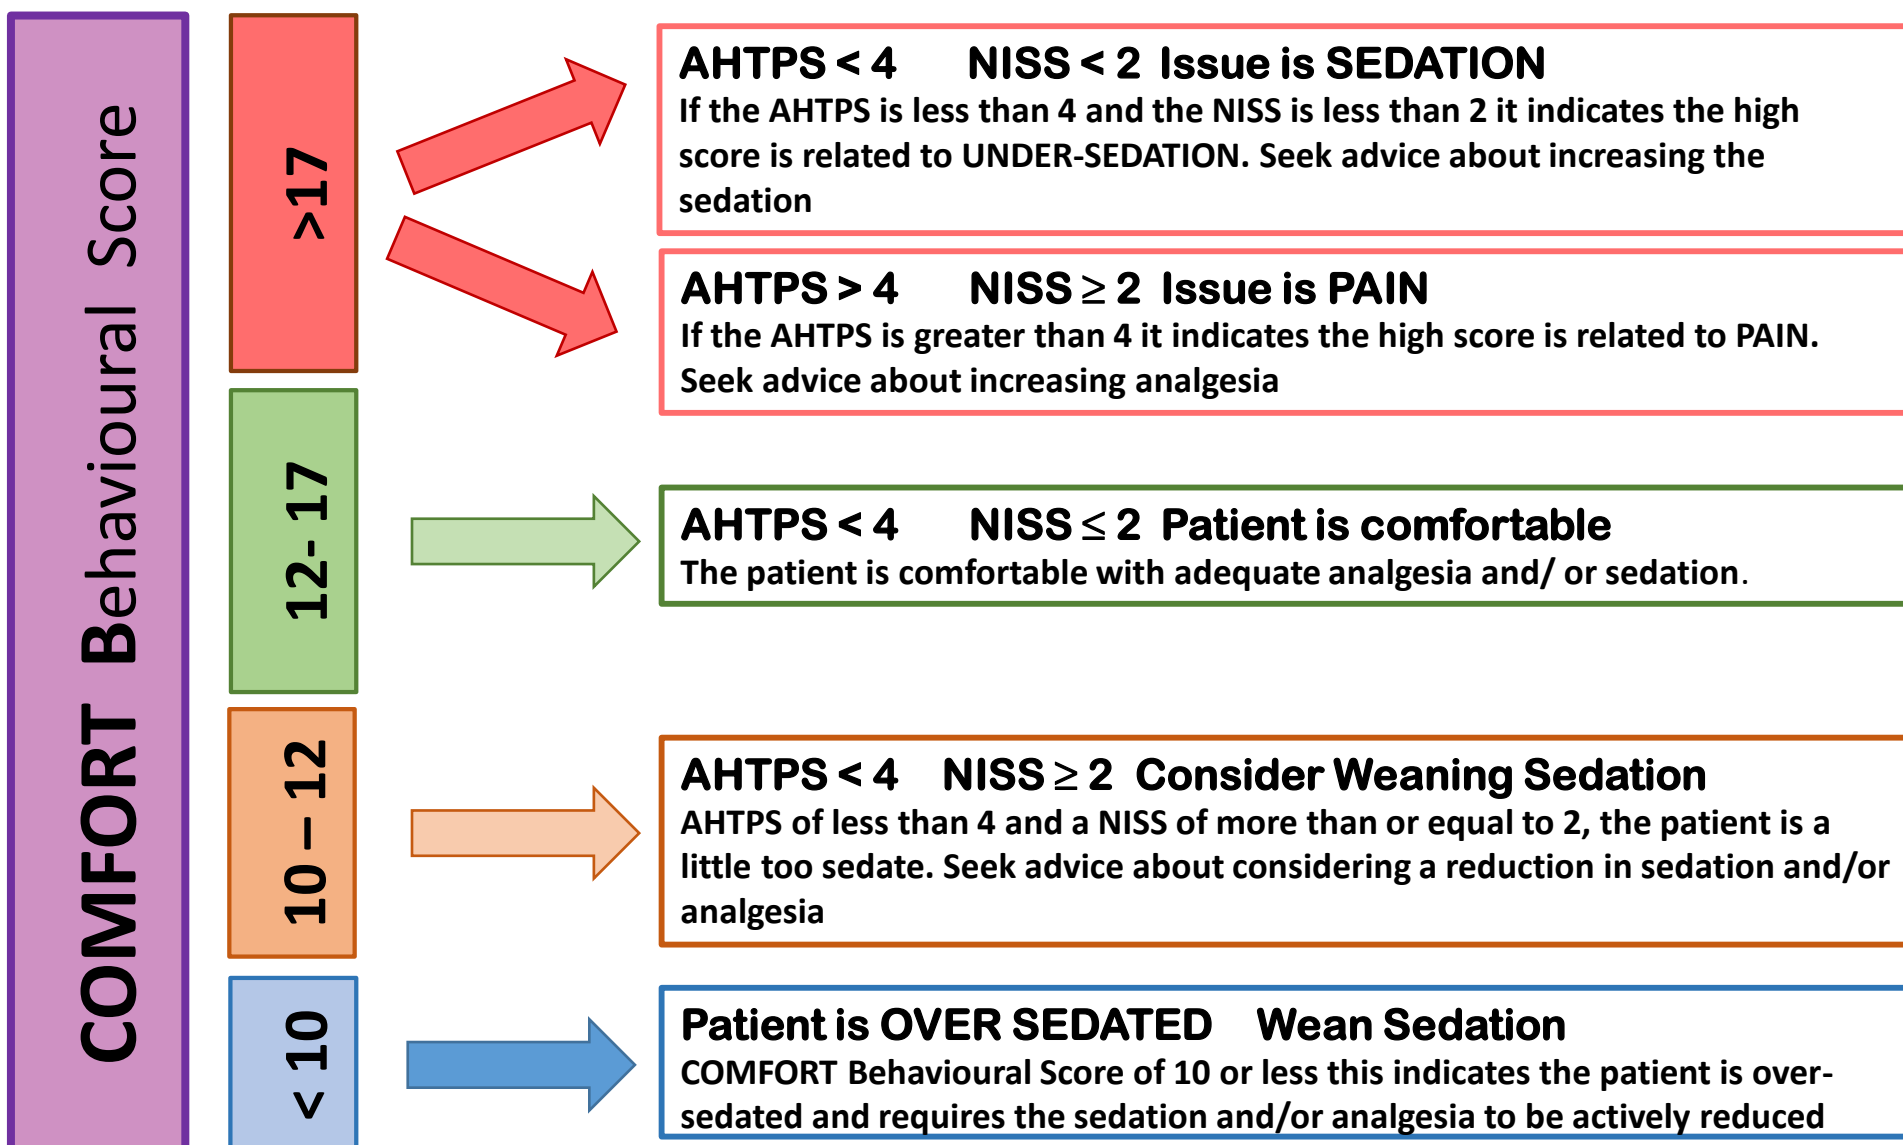 COMFORT Behavioural Score
>17
AHTPS < 4 NISS < 2 Issue is SEDATION
If the AHTPS is less than 4 and the NISS is less than 2 it indicates the high
score is related to UNDER-SEDATION. Seek advice about increasing the
sedation
AHTPS > 4 NISS ≥ 2 Issue is PAIN
If the AHTPS is greater than 4 it indicates the high score is related to PAIN.
Seek advice about increasing analgesia
12- 17
AHTPS < 4 NISS ≤ 2 Patient is comfortable
The patient is comfortable with adequate analgesia and/ or sedation.
10 – 12
AHTPS < 4 NISS ≥ 2 Consider Weaning Sedation
AHTPS of less than 4 and a NISS of more than or equal to 2, the patient is a
little too sedate. Seek advice about considering a reduction in sedation and/or
analgesia
< 10
Patient is OVER SEDATED Wean Sedation
COMFORT Behavioural Score of 10 or less this indicates the patient is over-
sedated and requires the sedation and/or analgesia to be actively reduced